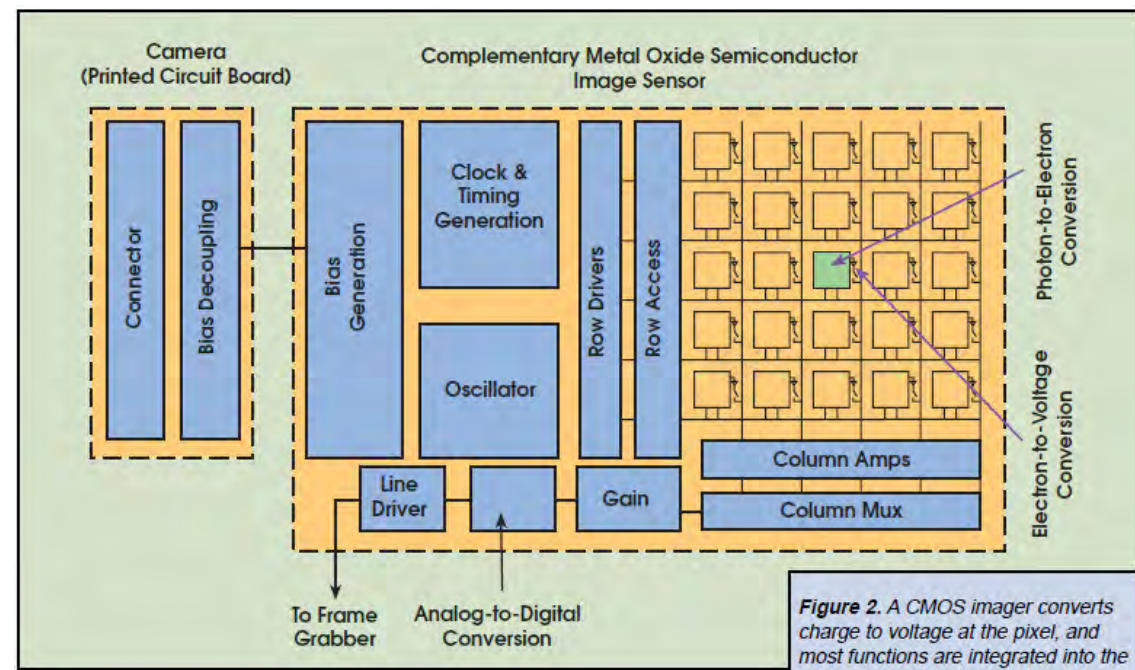 Camera
(Printed Circuit Board)
Complementary Metal Oxide Semiconductor
Image Sensor
Connector
Bias Decoupling
Bias
Generation
Clock &
Timing
Generation
Oscillator
Row Drivers
Row Access
Photon-to-Electron
Conversion
Electron-to-Voltage
Conversion
Column Amps
Column Mux
Line
Driver
Gain
To Frame
Grabber
Analog-to-Digital
Conversion
Figure 2. A CMOS imager converts
charge to voltage at the pixel, and
most functions are integrated into the